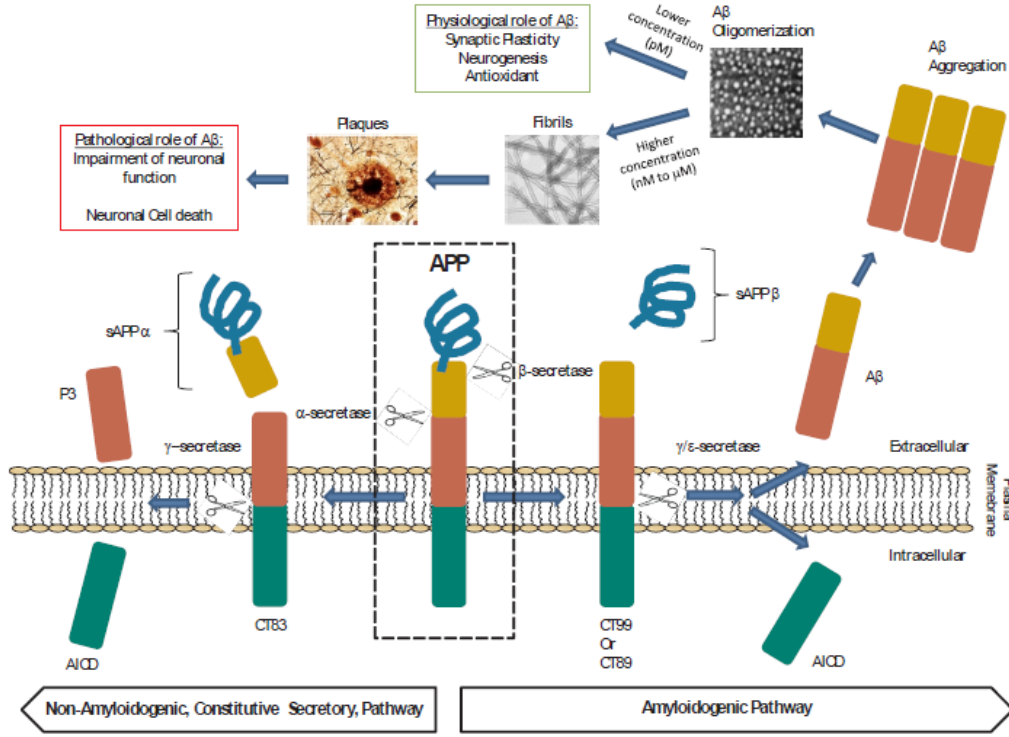 Physiological role of Aβ:
Synaptic Plasticity
Neurogenesis
Antioxidant
Lower
concentration
(pM)
Aβ
Oligomerization
Aβ
Aggregation
Pathological role of Aβ:
Impairment of neuronal
function
Neuronal Cell death
Plaques
Fibrils
Higher
concentration
(nM to μM)
APP
sAPPα
sAPPβ
P3
β-secretase
α-secretase
Aβ
γ-secretase
γ/ε-secretase
Extracellular
Plasma
Memebrane
Intracellular
CT83
CT99
Or
CT89
AICD
AICD
Non-Amyloidogenic, Constitutive Secretory, Pathway
Amyloidogenic Pathway